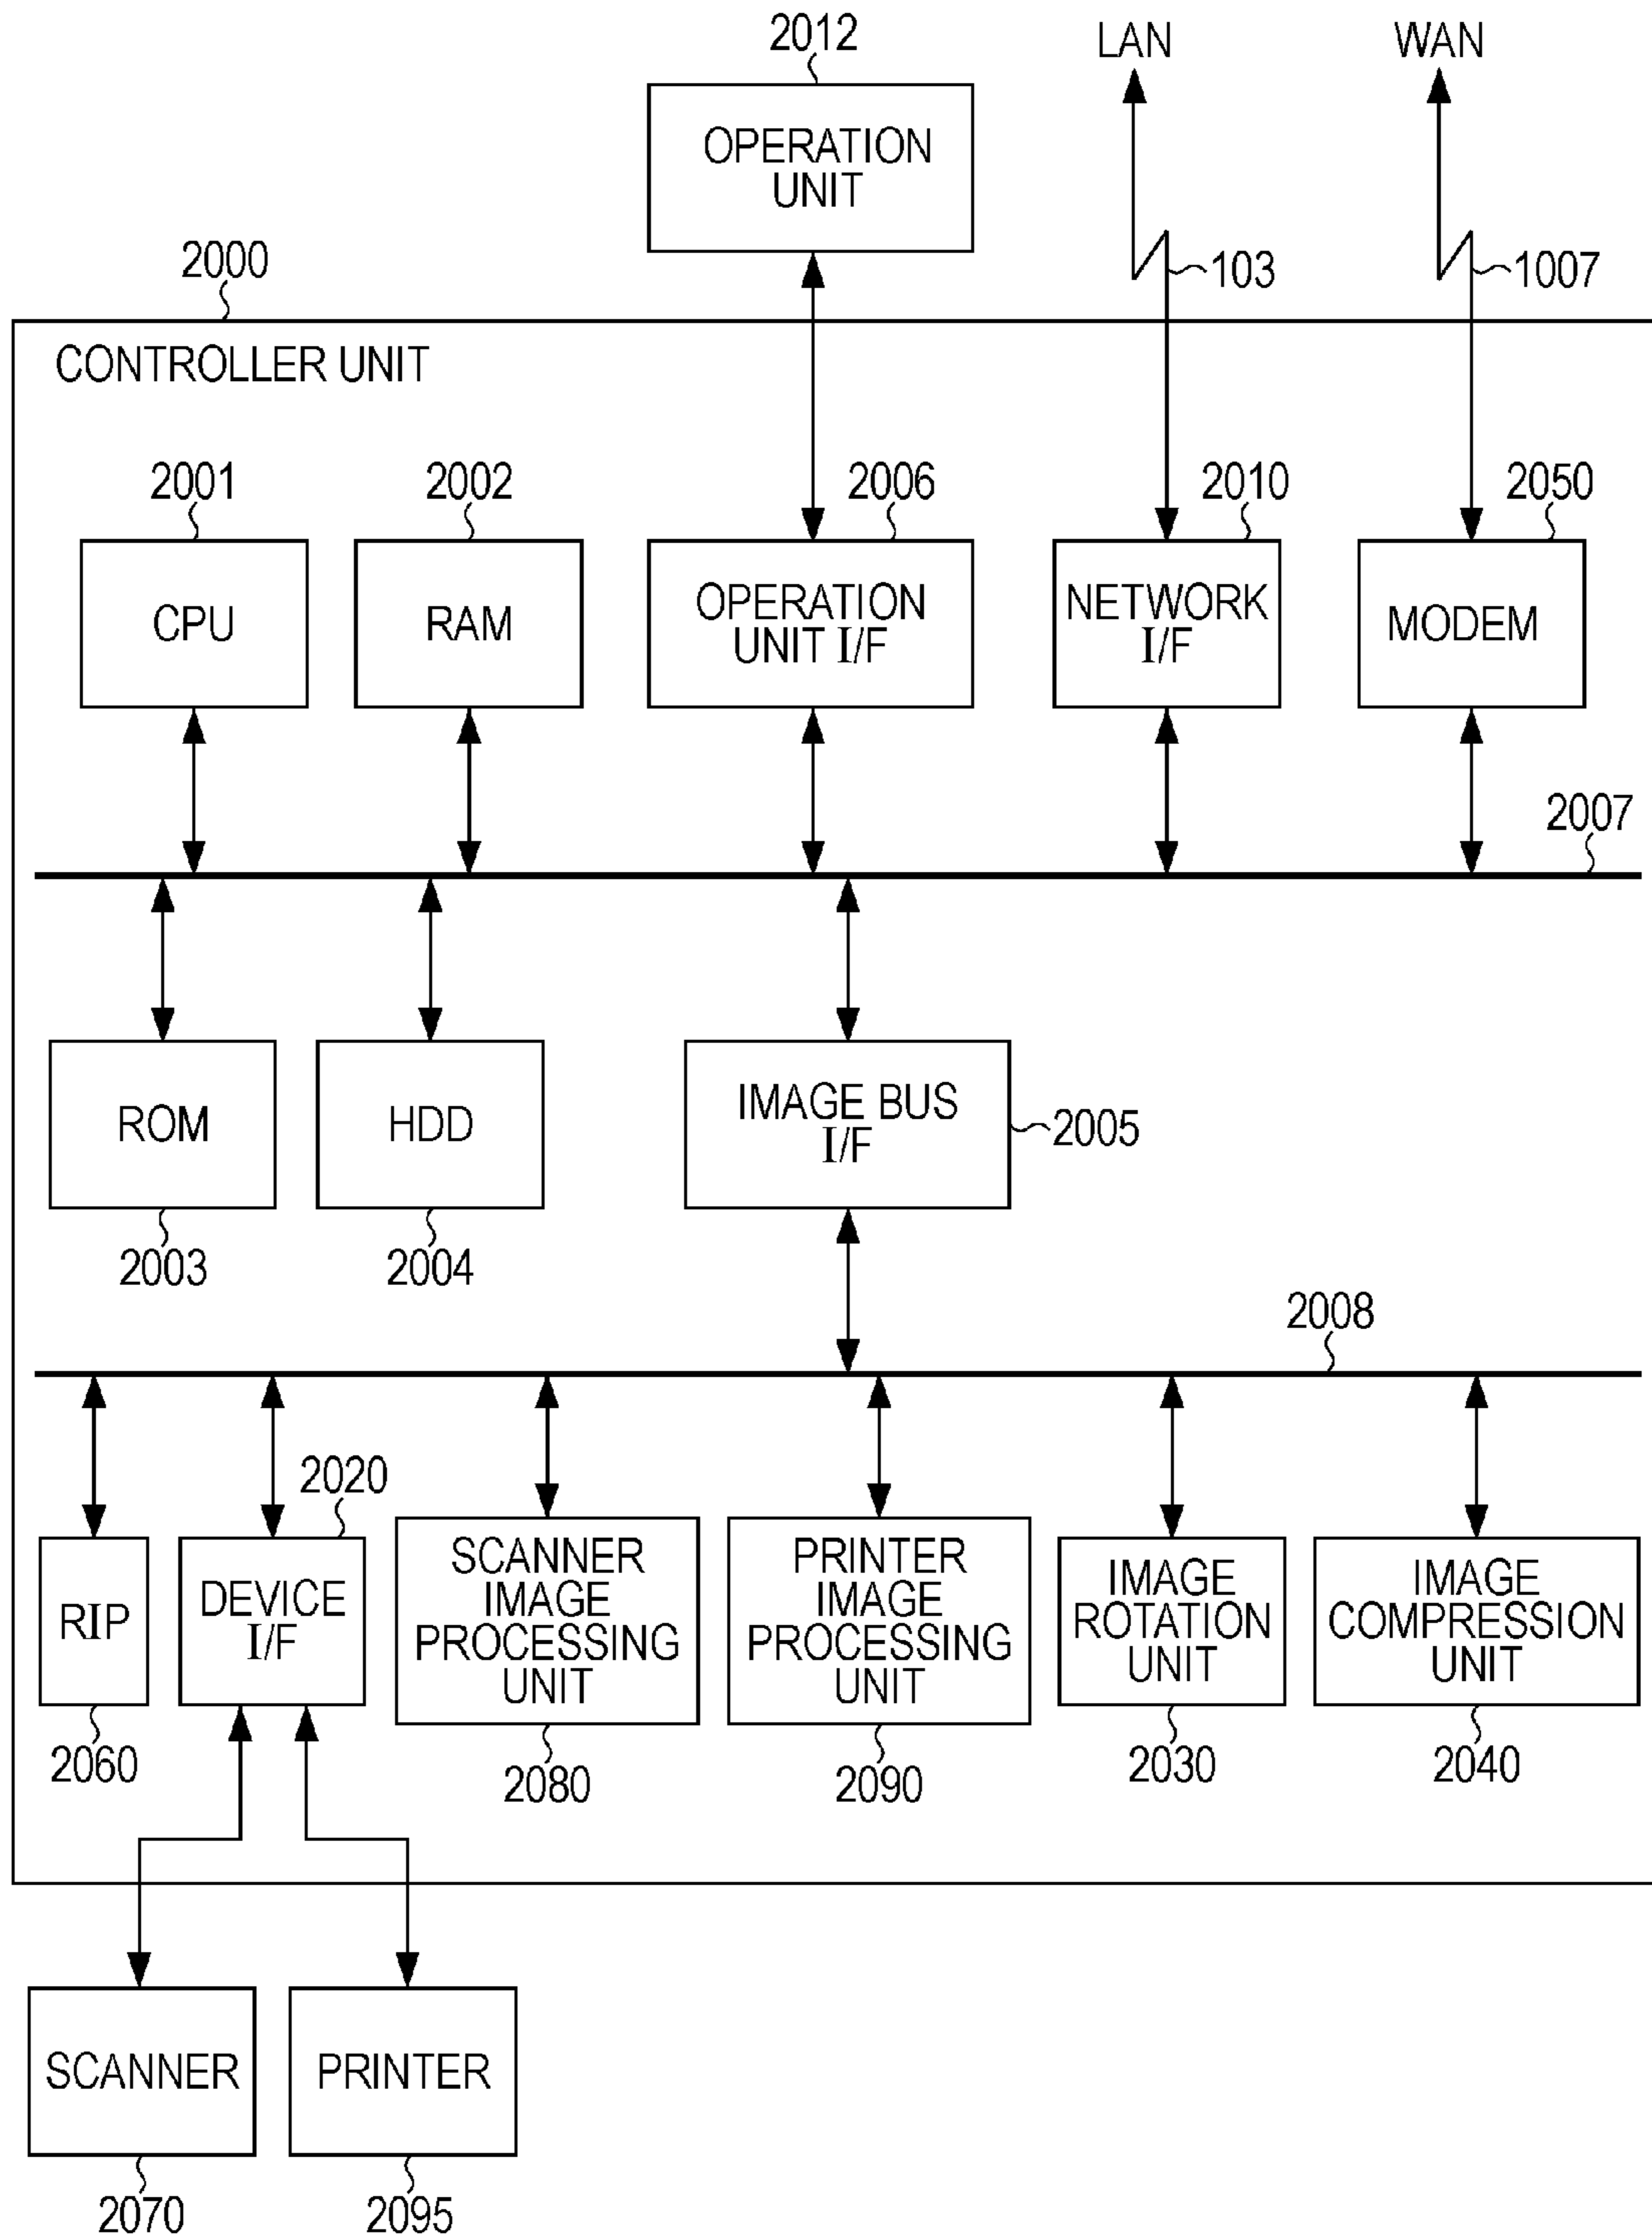 2012
LAN
WAN
OPERATION
UNIT
2000
103
1007
CONTROLLER UNIT
2001
2002
2006
2010
2050
CPU
RAM
OPERATION
UNIT I/F
NETWORK
I/F
MODEM
2007
ROM
HDD
IMAGE BUS
I/F
2005
2003
2004
2008
2020
RIP
DEVICE
I/F
SCANNER
IMAGE
PROCESSING
UNIT
PRINTER
IMAGE
PROCESSING
UNIT
IMAGE
ROTATION
UNIT
IMAGE
COMPRESSION
UNIT
2060
2080
2090
2030
2040
SCANNER
PRINTER
2070
2095